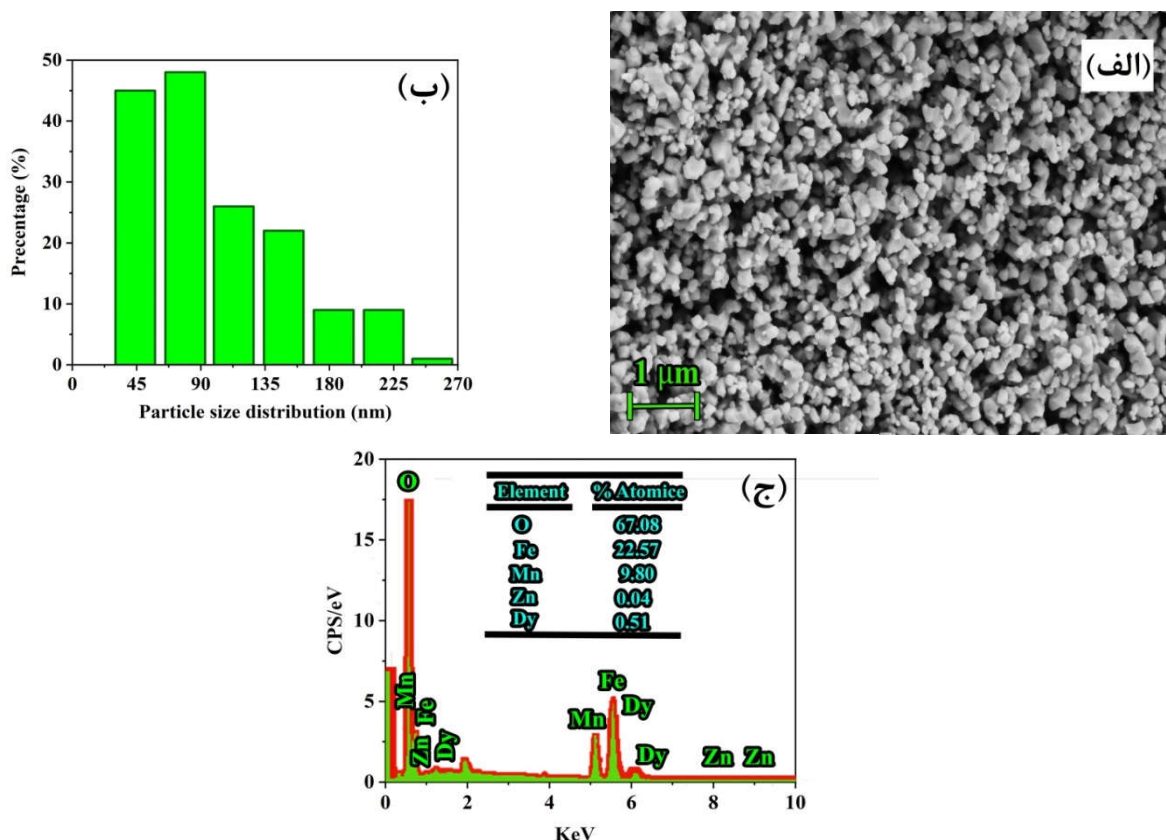 (ب)
50
40
30
20
10
0
Precentage (%)
0 45 90 135 180 225 270
Particle size distribution (nm)
(الف)
1 μm
(ج)
20
15
10
5
0
CPS/eV
O
Mn
Fe
Zn
Dy
Mn
Fe
Dy
Dy
Zn Zn
Element % Atomice
O 67.08
Fe 22.57
Mn 9.80
Zn 0.04
Dy 0.51
0 2 4 6 8 10
KeV